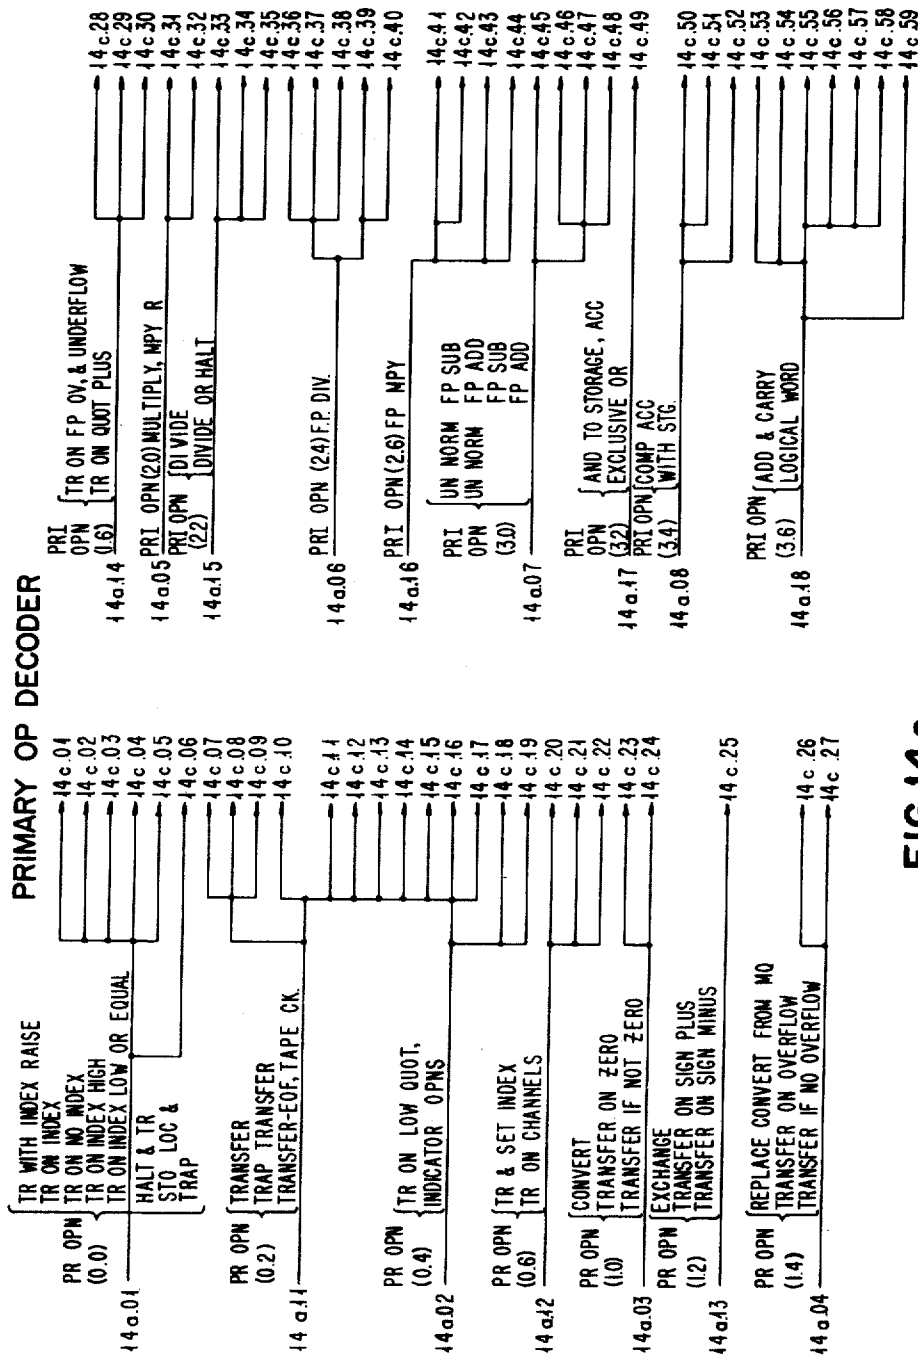 PRIMARY OP DECODER
PR OPN
(0.0)
TR WITH INDEX RAISE
TR ON INDEX
TR ON NO INDEX
TR ON INDEX HIGH
TR ON INDEX LOW OR EQUAL
HALT & TR
STO LOC &
TRAP
14a.01
14c.01
14c.02
14c.03
14c.04
14c.05
14c.06
PR OPN
(0.2)
TRANSFER
TRAP TRANSFER
TRANSFER-EOF, TAPE CK.
14a.11
14c.07
14c.08
14c.09
14c.10
14c.11
14c.12
14c.13
14c.14
14c.15
14c.16
14c.17
PR OPN
(0.4)
TR ON LOW QUOT,
INDICATOR OPNS
14a.02
14c.18
14c.19
PR OPN
(0.6)
TR & SET INDEX
TR ON CHANNELS
14a.12
14c.20
14c.21
14c.22
PR OPN
(1.0)
CONVERT
TRANSFER ON ZERO
TRANSFER IF NOT ZERO
14a.03
14c.23
14c.24
PR OPN
(1.2)
EXCHANGE
TRANSFER ON SIGN PLUS
TRANSFER ON SIGN MINUS
14a.13
14c.25
PR OPN
(1.4)
REPLACE CONVERT FROM MQ
TRANSFER ON OVERFLOW
TRANSFER IF NO OVERFLOW
14a.04
14c.26
14c.27
PRI
OPN
(1.6)
TR ON FP OV, & UNDERFLOW
TR ON QUOT PLUS
14a.14
14c.28
14c.29
14c.30
PRI OPN (2.0) MULTIPLY, MPY R
14a.05
14c.31
14c.32
PRI OPN
(2.2)
DIVIDE
DIVIDE OR HALT
14a.15
14c.33
14c.34
14c.35
PRI OPN (2.4) F.P. DIV.
14a.06
14c.36
14c.37
14c.38
14c.39
14c.40
PRI OPN (2.6) FP MPY
14a.16
14c.41
14c.42
14c.43
14c.44
PRI
OPN
(3.0)
UN NORM FP SUB
UN NORM FP ADD
FP SUB
FP ADD
14a.07
14c.45
14c.46
14c.47
14c.48
PRI
OPN
(3.2)
AND TO STORAGE, ACC
EXCLUSIVE OR
14a.17
14c.49
PRI OPN
(3.4)
COMP ACC
WITH STG.
14a.08
14c.50
14c.51
14c.52
PRI OPN
(3.6)
ADD & CARRY
LOGICAL WORD
14a.18
14c.53
14c.54
14c.55
14c.56
14c.57
14c.58
14c.59